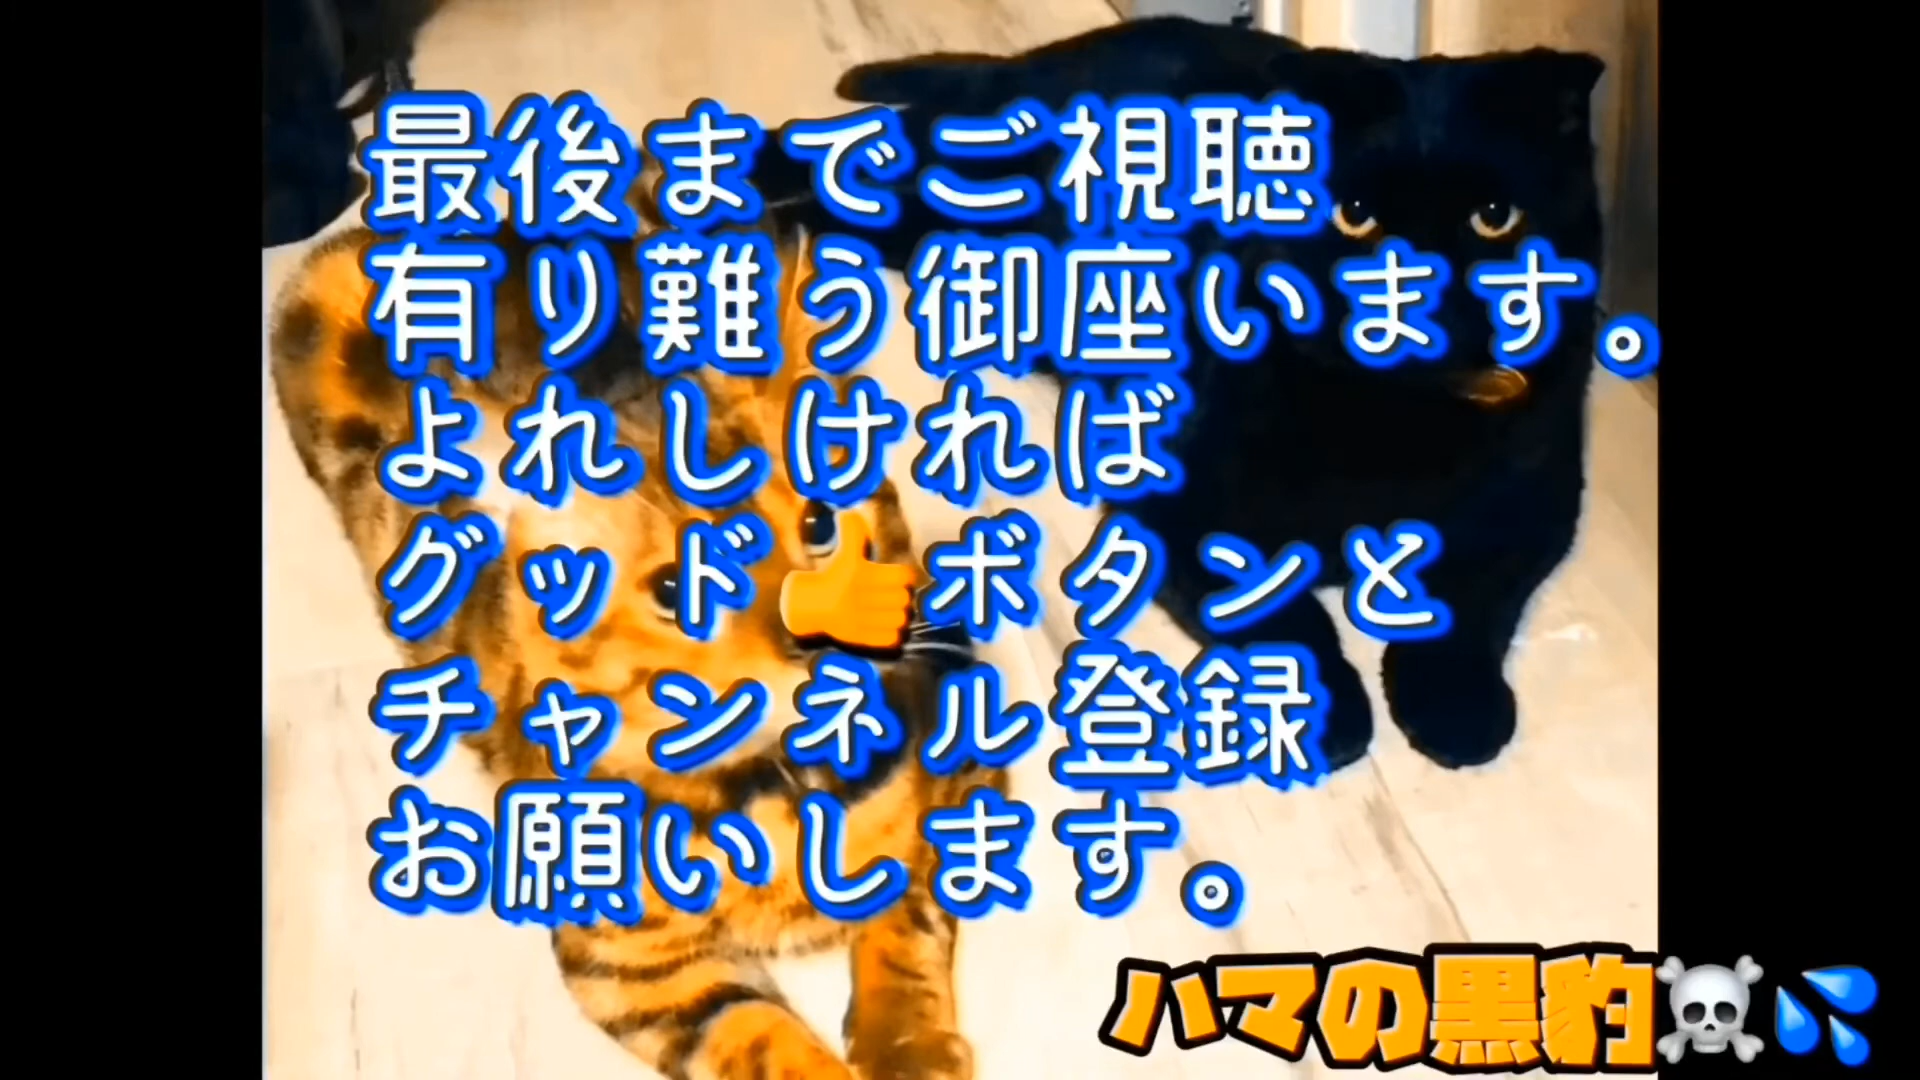 最後までご視聴
有り難う御座います。
よれしければ
グッド👍ボタンと
チャンネル登録
お願いします。
ハマの黒豹☠️💦